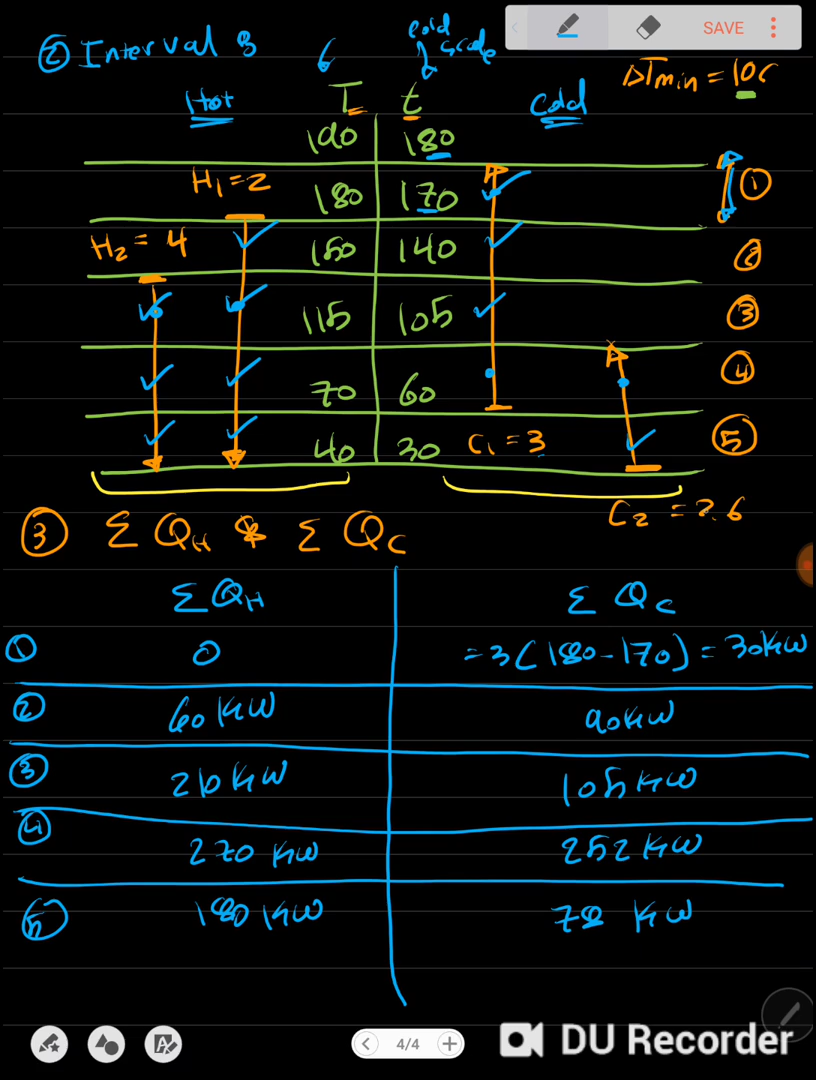 SAVE
② Interval s 6 cold scale
Hot T t Cold ΔTmin = 10c
190 180
H1 = 2 180 170 ①
H2 = 4 150 140 ②
115 105 ③
70 60 ④
40 30 C1 = 3 ⑤
C2 = 2.6
③ Σ QH & Σ QC
Σ QH Σ QC
① 0 = 3(180-170) = 30KW
② 60 KW 90KW
③ 210 KW 105 KW
④ 270 KW 252 KW
⑤ 180 KW 78 KW
4/4 DU Recorder